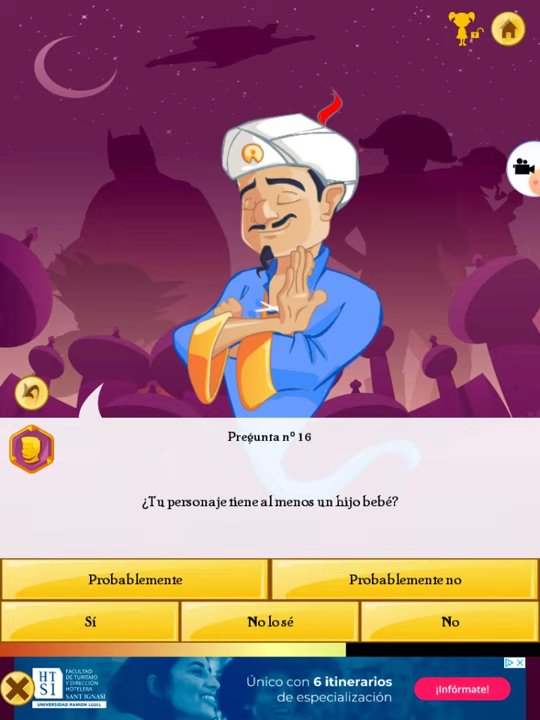 Pregunta nº 16
¿Tu personaje tiene al menos un hijo bebé?
Probablemente
Probablemente no
Sí
No lo sé
No
HT
SI
FACULTAD
DE TURISMO
Y DIRECCIÓN
HOTELERA
SANT IGNASI
UNIVERSIDAD RAMON LLULL
Único con 6 itinerarios
de especialización
¡Infórmate!